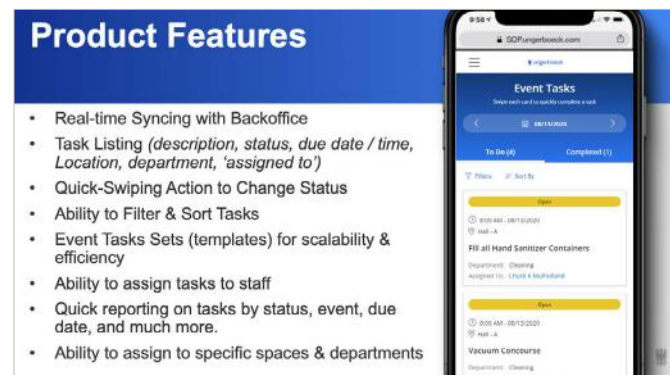 Product Features
• Real-time Syncing with Backoffice
• Task Listing (description, status, due date / time,
Location, department, 'assigned to')
• Quick-Swiping Action to Change Status
• Ability to Filter & Sort Tasks
• Event Tasks Sets (templates) for scalability &
efficiency
• Ability to assign tasks to staff
• Quick reporting on tasks by status, event, due
date, and much more.
• Ability to assign to specific spaces & departments
9:58
SOP.ungerboeck.com
ungerboeck
Event Tasks
Swipe each card to quickly complete a task
08/13/2020
To Do (4) Completed (1)
Filters Sort By
Open
8:00 AM - 08/13/2020
Hall - A
Fill all Hand Sanitizer Containers
Department: Cleaning
Assigned To: Mulholland
Open
8:00 AM - 08/13/2020
Hall - A
Vacuum Concourse
Department: Cleaning